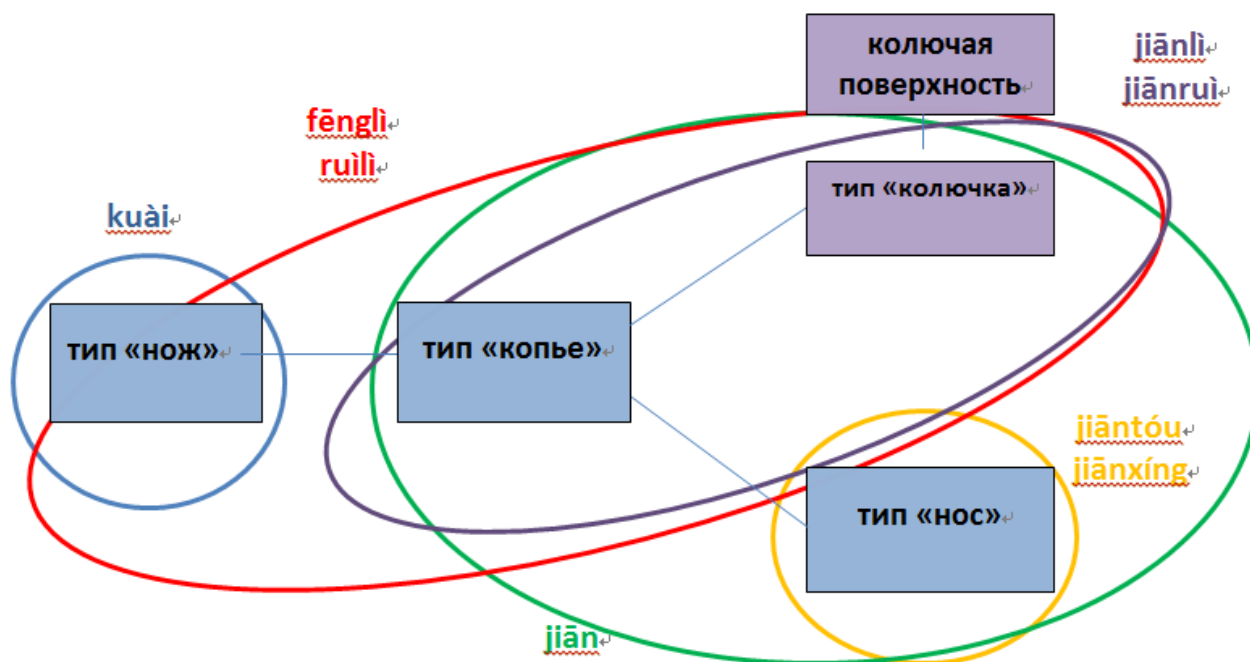 колючая
поверхность
jiānlì
jiānruì
fēnglì
ruìlì
kuài
тип «колючка»
тип «нож»
тип «копье»
jiāntóu
jiānxíng
тип «нос»
jiān